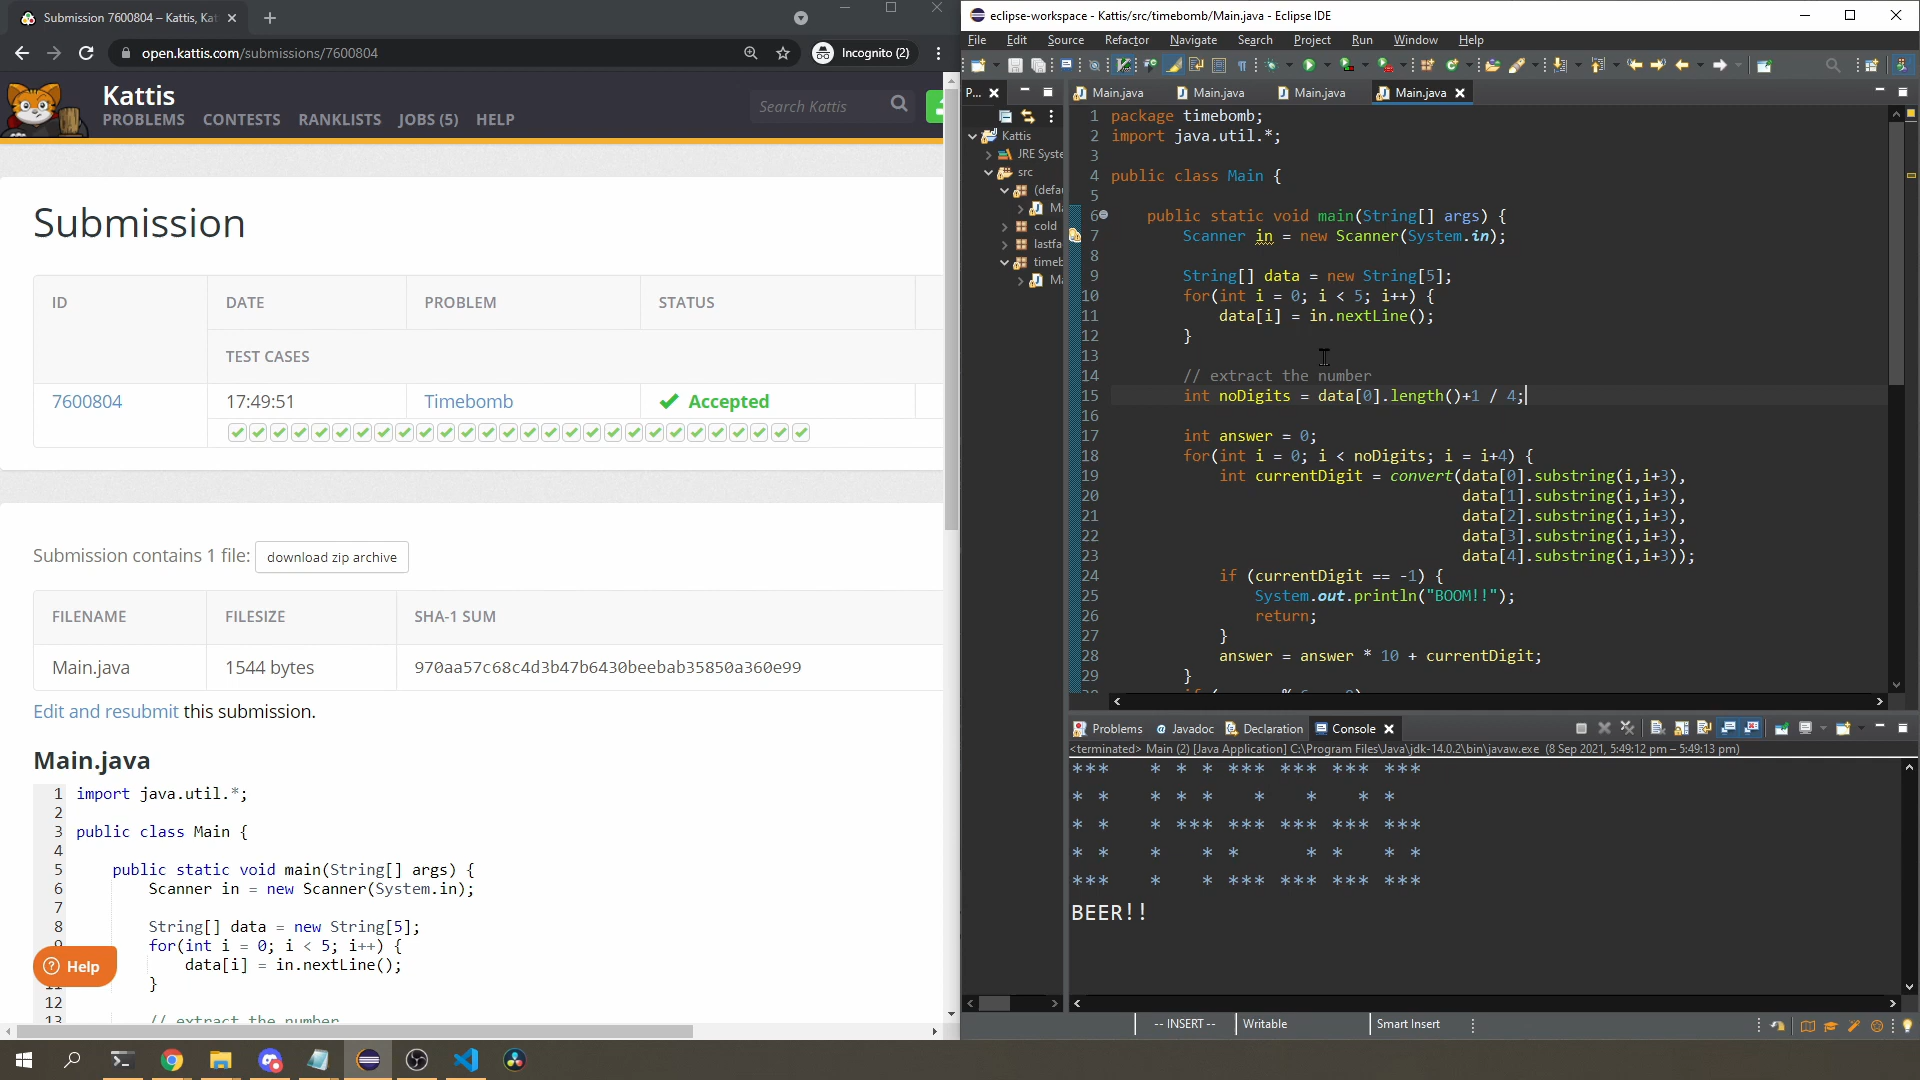 Submission 7600804 – Kattis, Kat
open.kattis.com/submissions/7600804
Incognito (2)
Kattis
PROBLEMS CONTESTS RANKLISTS JOBS (5) HELP
Search Kattis
Submission
ID DATE PROBLEM STATUS
TEST CASES
7600804 17:49:51 Timebomb Accepted
Submission contains 1 file: download zip archive
FILENAME FILESIZE SHA-1 SUM
Main.java 1544 bytes 970aa57c68c4d3b47b6430beebab35850a360e99
Edit and resubmit this submission.
Main.java
1 import java.util.*;
2
3 public class Main {
4
5 public static void main(String[] args) {
6 Scanner in = new Scanner(System.in);
7
8 String[] data = new String[5];
9 for(int i = 0; i < 5; i++) {
data[i] = in.nextLine();
11 }
12
13 // extract the number
Help
eclipse-workspace - Kattis/src/timebomb/Main.java - Eclipse IDE
File Edit Source Refactor Navigate Search Project Run Window Help
P... Main.java Main.java Main.java Main.java
Kattis
JRE Syste
src
(defau
Ma
cold
lastfa
timeb
Ma
1 package timebomb;
2 import java.util.*;
3
4 public class Main {
5
6 public static void main(String[] args) {
7 Scanner in = new Scanner(System.in);
8
9 String[] data = new String[5];
10 for(int i = 0; i < 5; i++) {
11 data[i] = in.nextLine();
12 }
13
14 // extract the number
15 int noDigits = data[0].length()+1 / 4;
16
17 int answer = 0;
18 for(int i = 0; i < noDigits; i = i+4) {
19 int currentDigit = convert(data[0].substring(i,i+3),
20 data[1].substring(i,i+3),
21 data[2].substring(i,i+3),
22 data[3].substring(i,i+3),
23 data[4].substring(i,i+3));
24 if (currentDigit == -1) {
25 System.out.println("BOOM!!");
26 return;
27 }
28 answer = answer * 10 + currentDigit;
29 }
Problems Javadoc Declaration Console
<terminated> Main (2) [Java Application] C:\Program Files\Java\jdk-14.0.2\bin\javaw.exe (8 Sep 2021, 5:49:12 pm – 5:49:13 pm)
***   * * * *** *** *** ***
* *   * * *   *   *   * *
* *   * *** *** *** *** ***
* *   *   * *     * *   * *
***   *   * *** *** *** ***
BEER!!
-- INSERT -- Writable Smart Insert